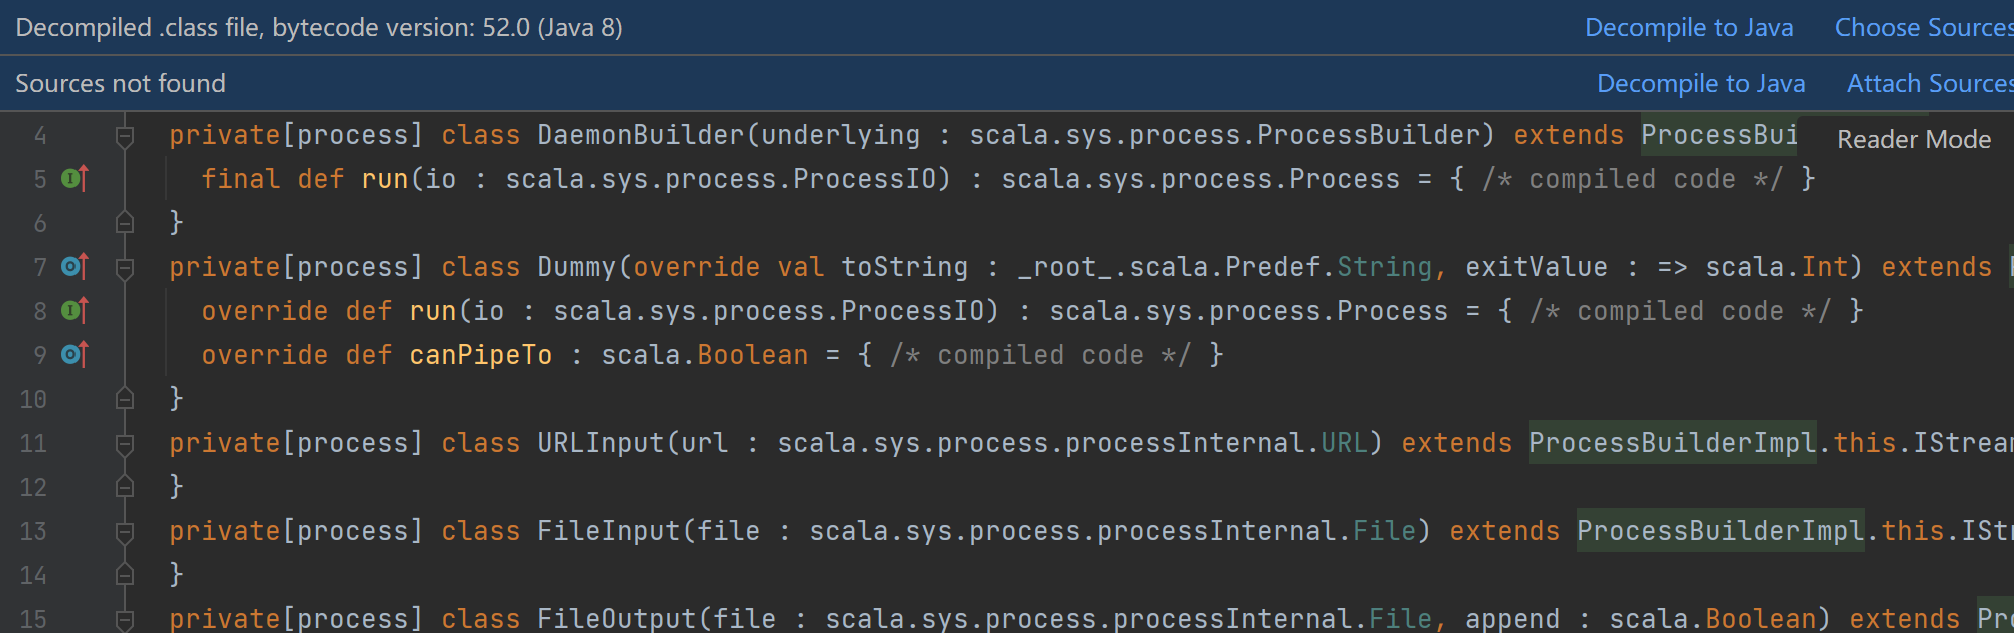 Decompiled .class file, bytecode version: 52.0 (Java 8) Decompile to Java Choose Sources
Sources not found Decompile to Java Attach Sources
4 private[process] class DaemonBuilder(underlying : scala.sys.process.ProcessBuilder) extends ProcessBui Reader Mode
5 final def run(io : scala.sys.process.ProcessIO) : scala.sys.process.Process = { /* compiled code */ }
6 }
7 private[process] class Dummy(override val toString : _root_.scala.Predef.String, exitValue : => scala.Int) extends
8 override def run(io : scala.sys.process.ProcessIO) : scala.sys.process.Process = { /* compiled code */ }
9 override def canPipeTo : scala.Boolean = { /* compiled code */ }
10 }
11 private[process] class URLInput(url : scala.sys.process.processInternal.URL) extends ProcessBuilderImpl.this.IStrea
12 }
13 private[process] class FileInput(file : scala.sys.process.processInternal.File) extends ProcessBuilderImpl.this.IStr
14 }
15 private[process] class FileOutput(file : scala.sys.process.processInternal.File, append : scala.Boolean) extends Pro